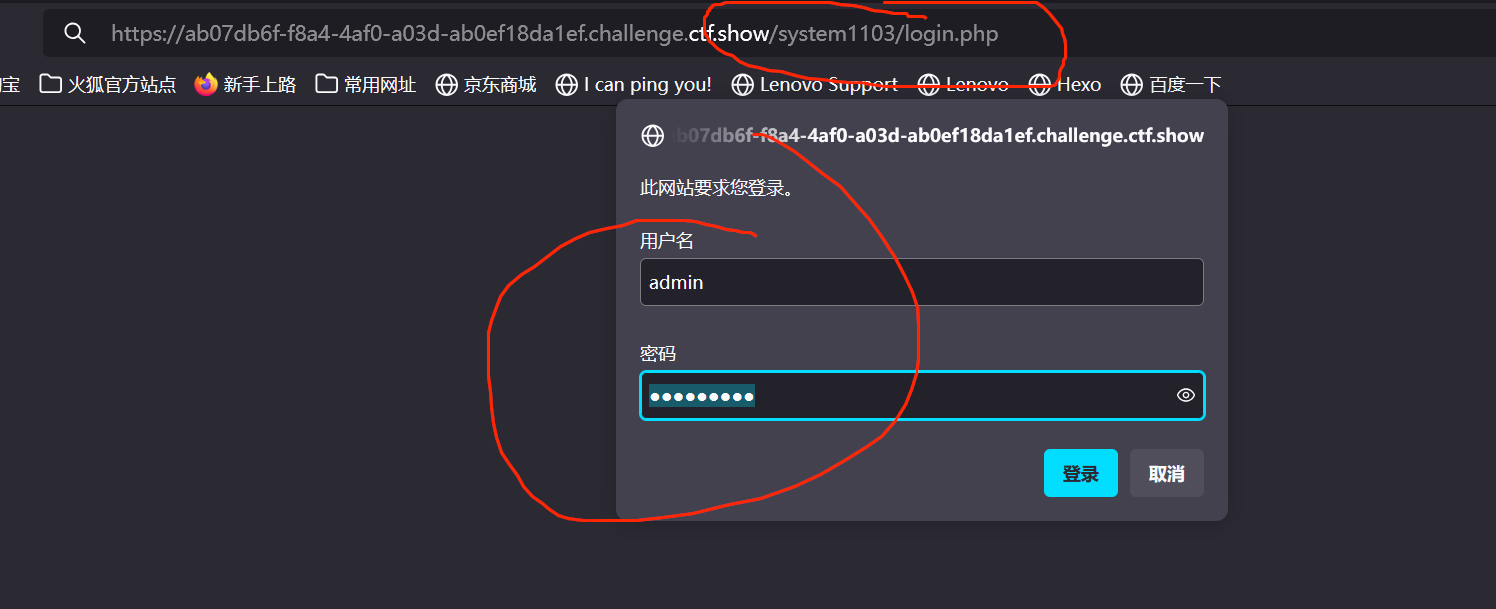 https://ab07db6f-f8a4-4af0-a03d-ab0ef18da1ef.challenge.ctf.show/system1103/login.php
宝 火狐官方站点 新手上路 常用网址 京东商城 I can ping you! Lenovo Support Lenovo Hexo 百度一下
b07db6f-f8a4-4af0-a03d-ab0ef18da1ef.challenge.ctf.show
此网站要求您登录。
用户名
admin
密码
●●●●●●●●●
登录 取消